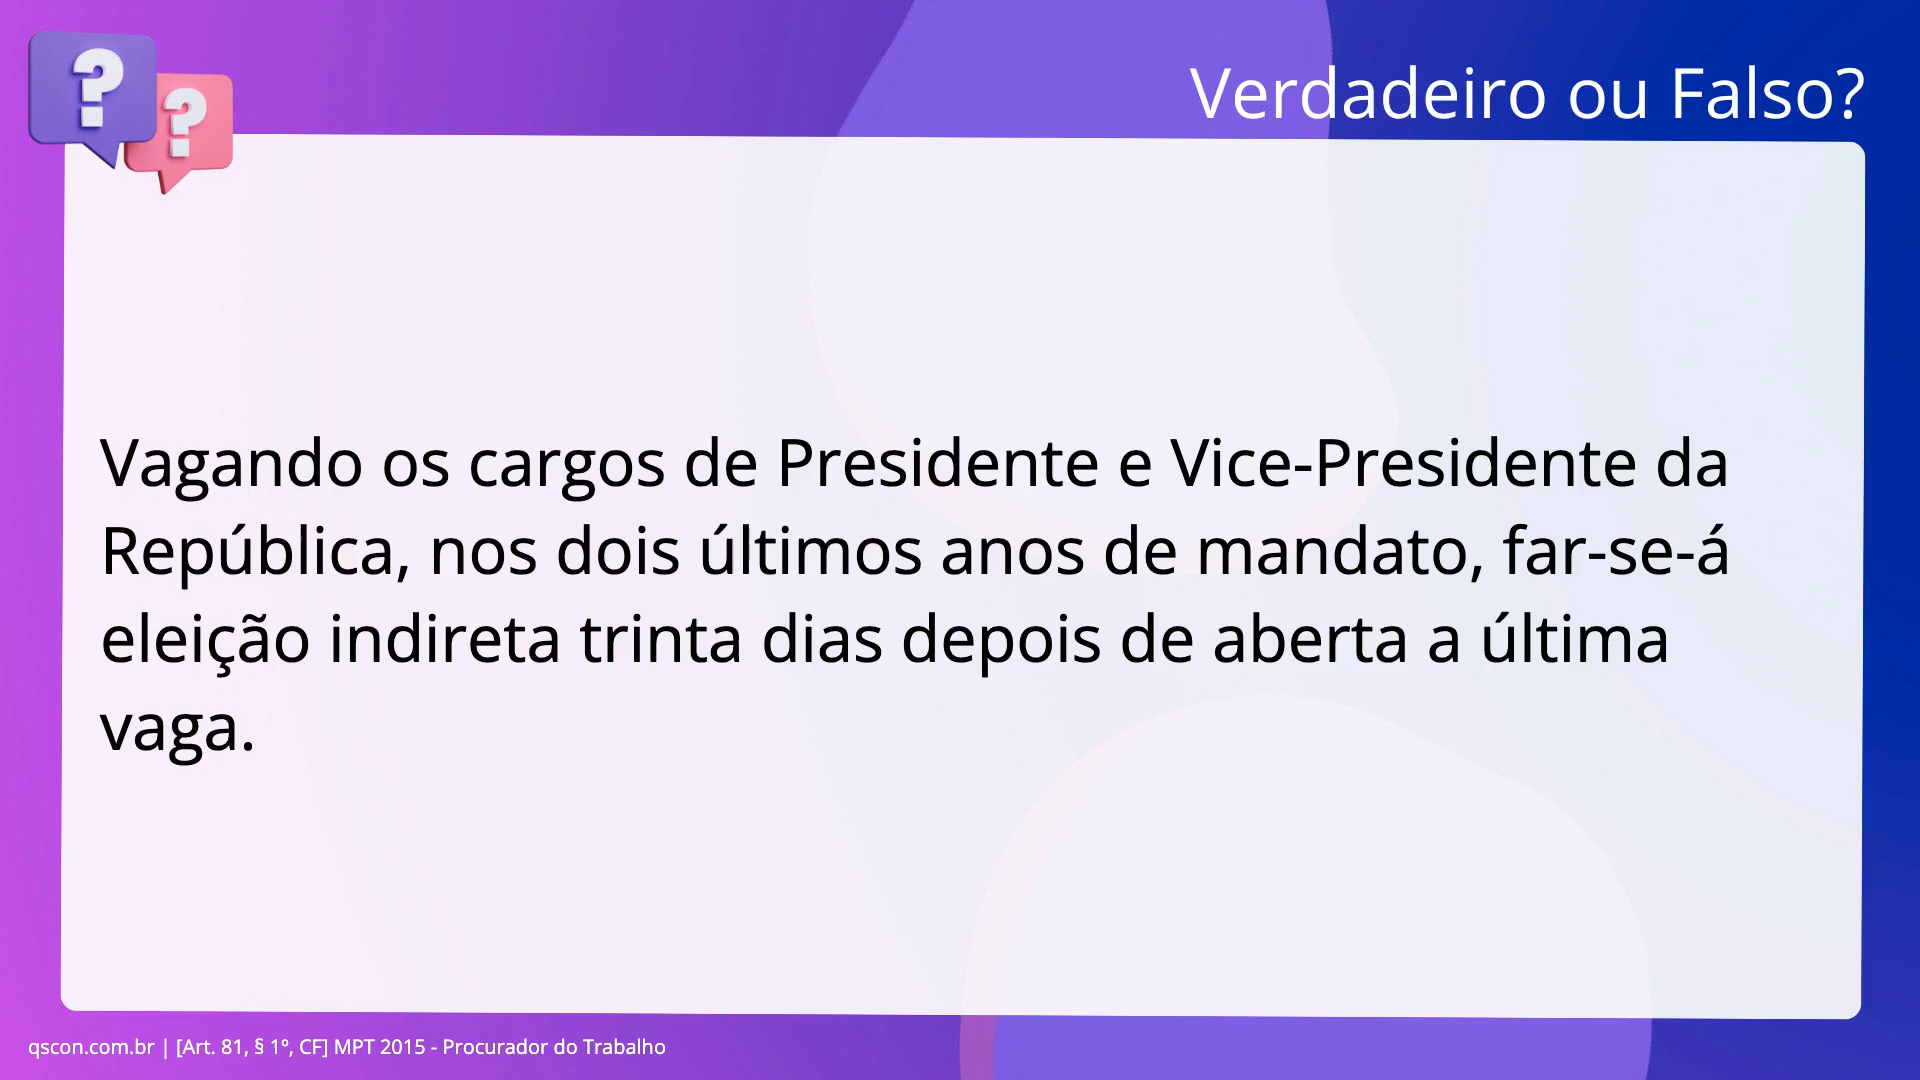 ?
?
Verdadeiro ou Falso?
Vagando os cargos de Presidente e Vice-Presidente da
República, nos dois últimos anos de mandato, far-se-á
eleição indireta trinta dias depois de aberta a última
vaga.
qscon.com.br | [Art. 81, § 1º, CF] MPT 2015 - Procurador do Trabalho